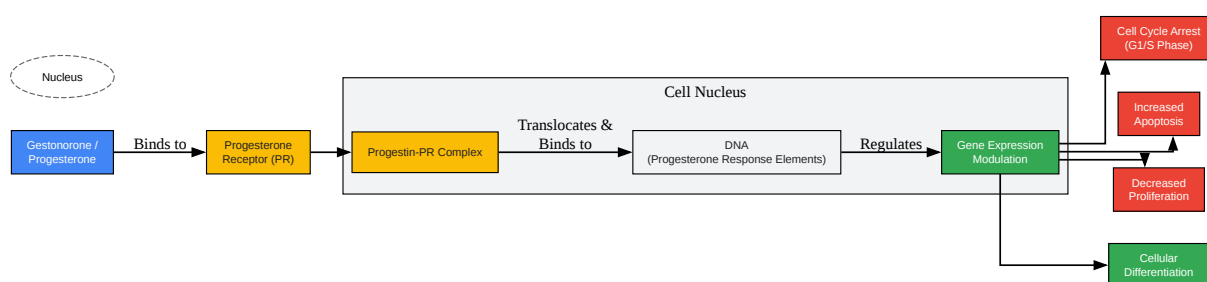 Nucleus
Gestonorone /
Progesterone
Binds to
Progesterone
Receptor (PR)
Cell Nucleus
Progestin-PR Complex
Translocates &
Binds to
DNA
(Progesterone Response Elements)
Regulates
Gene Expression
Modulation
Cell Cycle Arrest
(G1/S Phase)
Increased
Apoptosis
Decreased
Proliferation
Cellular
Differentiation